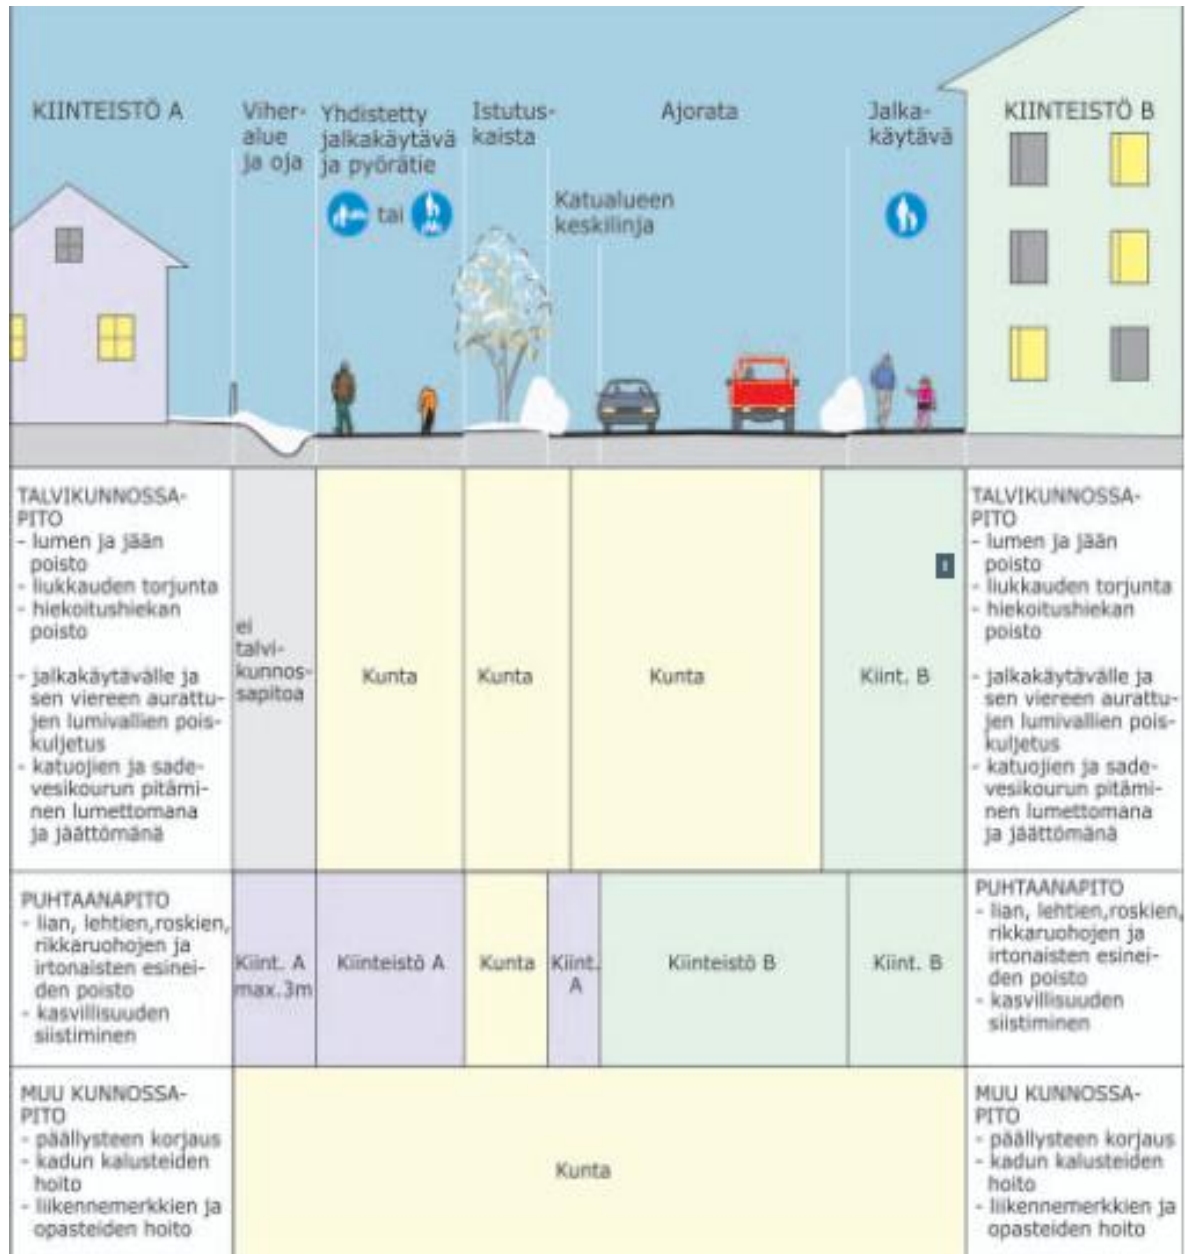 KIINTEISTÖ A
Viher-
alue
ja oja
Yhdistetty
jalkakäytävä
ja pyörätie
tai
Istutus-
kaista
Katualueen
keskilinja
Ajorata
Jalka-
käytävä
KIINTEISTÖ B
TALVIKUNNOSSA-
PITO
- lumen ja jään
poisto
- liukkauden torjunta
- hiekoitushiekan
poisto
- jalkakäytävälle ja
sen viereen aurattu-
jen lumivallien pois-
kuljetus
- katuojien ja sade-
vesikourun pitämi-
nen lumettomana
ja jäättömänä
ei
talvi-
kunnos-
sapitoa
Kunta
Kunta
Kunta
Kiint. B
TALVIKUNNOSSA-
PITO
- lumen ja jään
poisto
- liukkauden torjunta
- hiekoitushiekan
poisto
- jalkakäytävälle ja
sen viereen aurattu-
jen lumivallien pois-
kuljetus
- katuojien ja sade-
vesikourun pitämi-
nen lumettomana
ja jäättömänä
PUHTAANAPITO
- lian, lehtien,roskien,
rikkaruohojen ja
irtonaisten esinei-
den poisto
- kasvillisuuden
siistiminen
Kiint. A
max.3m
Kiinteistö A
Kunta
Kiint.
A
Kiinteistö B
Kiint. B
PUHTAANAPITO
- lian, lehtien,roskien,
rikkaruohojen ja
irtonaisten esinei-
den poisto
- kasvillisuuden
siistiminen
MUU KUNNOSSA-
PITO
- päällysteen korjaus
- kadun kalusteiden
hoito
- liikennemerkkien ja
opasteiden hoito
Kunta
MUU KUNNOSSA-
PITO
- päällysteen korjaus
- kadun kalusteiden
hoito
- liikennemerkkien ja
opasteiden hoito